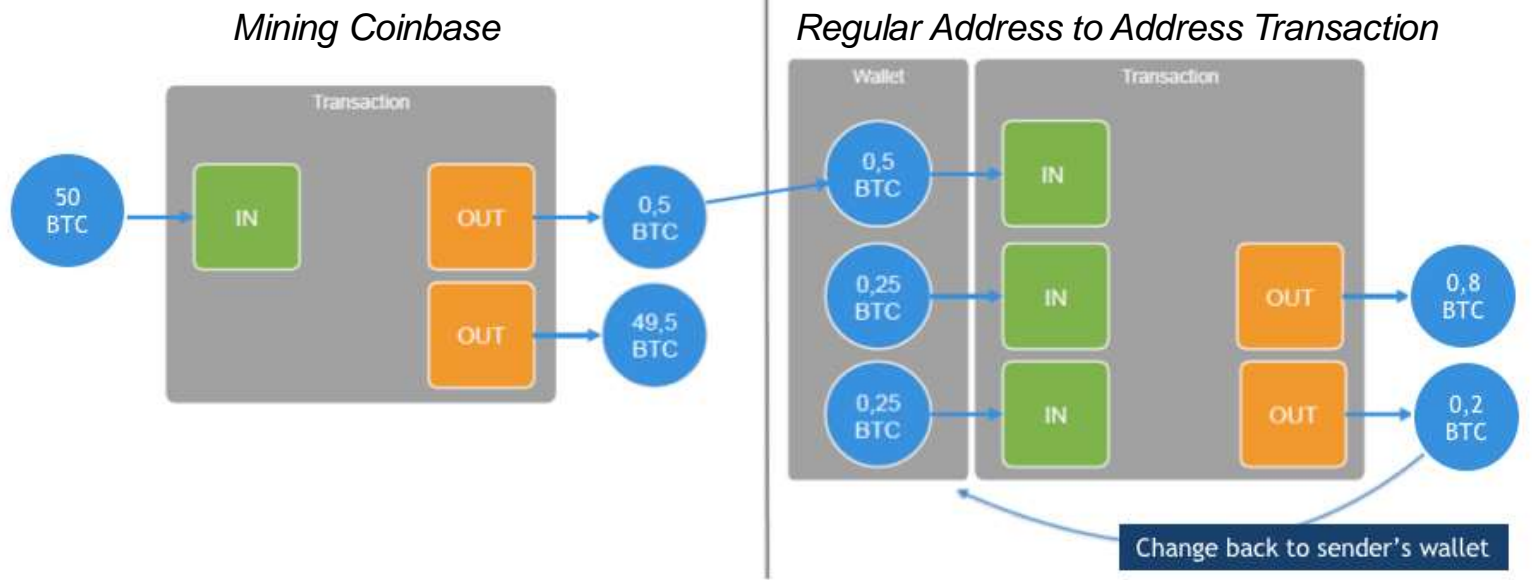 Mining Coinbase
Transaction
50
BTC
IN
OUT
0,5
BTC
OUT
49,5
BTC
Regular Address to Address Transaction
Wallet
Transaction
0,5
BTC
IN
0,25
BTC
IN
OUT
0,8
BTC
0,25
BTC
IN
OUT
0,2
BTC
Change back to sender's wallet